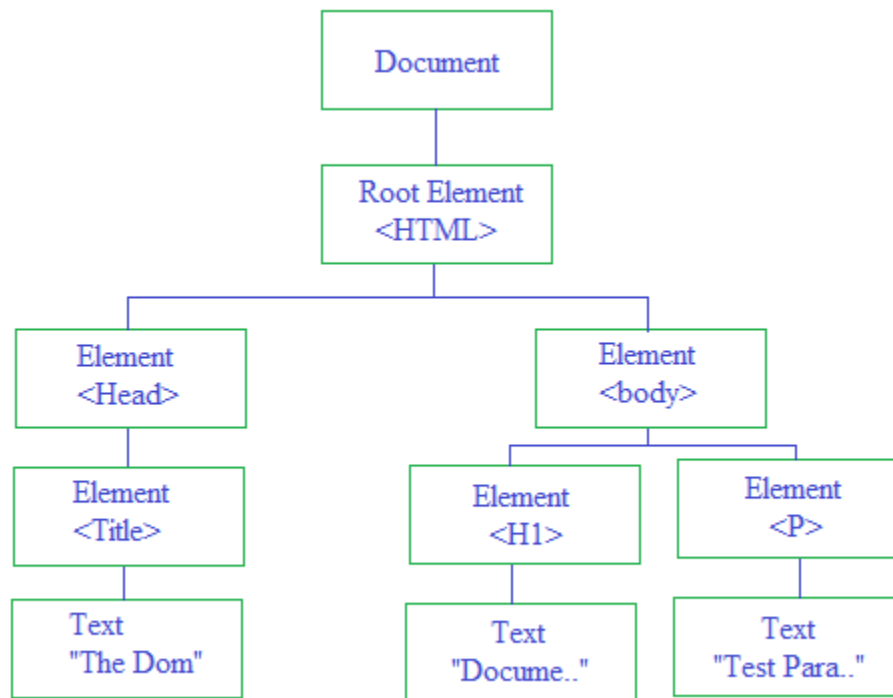 Document
Root Element
<HTML>
Element
<Head>
Element
<body>
Element
<Title>
Element
<H1>
Element
<P>
Text
"The Dom"
Text
"Docume.."
Text
"Test Para.."